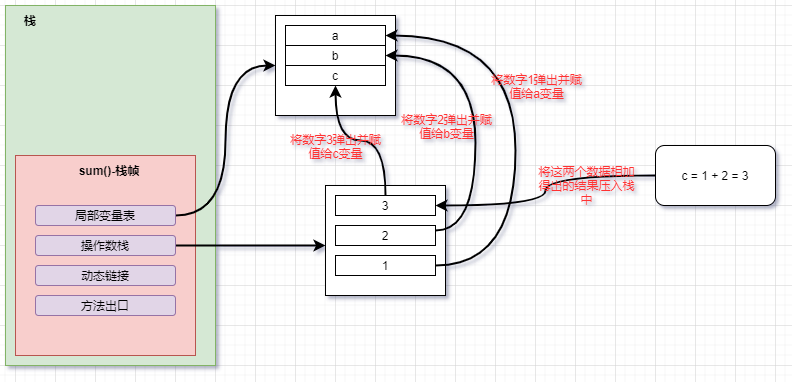 栈
sum()-栈帧
局部变量表
操作数栈
动态链接
方法出口
a
b
c
将数字1弹出并赋
值给a变量
将数字2弹出并赋
值给b变量
将数字3弹出并赋
值给c变量
3
2
1
将这两个数据相加
得出的结果压入栈
中
c = 1 + 2 = 3